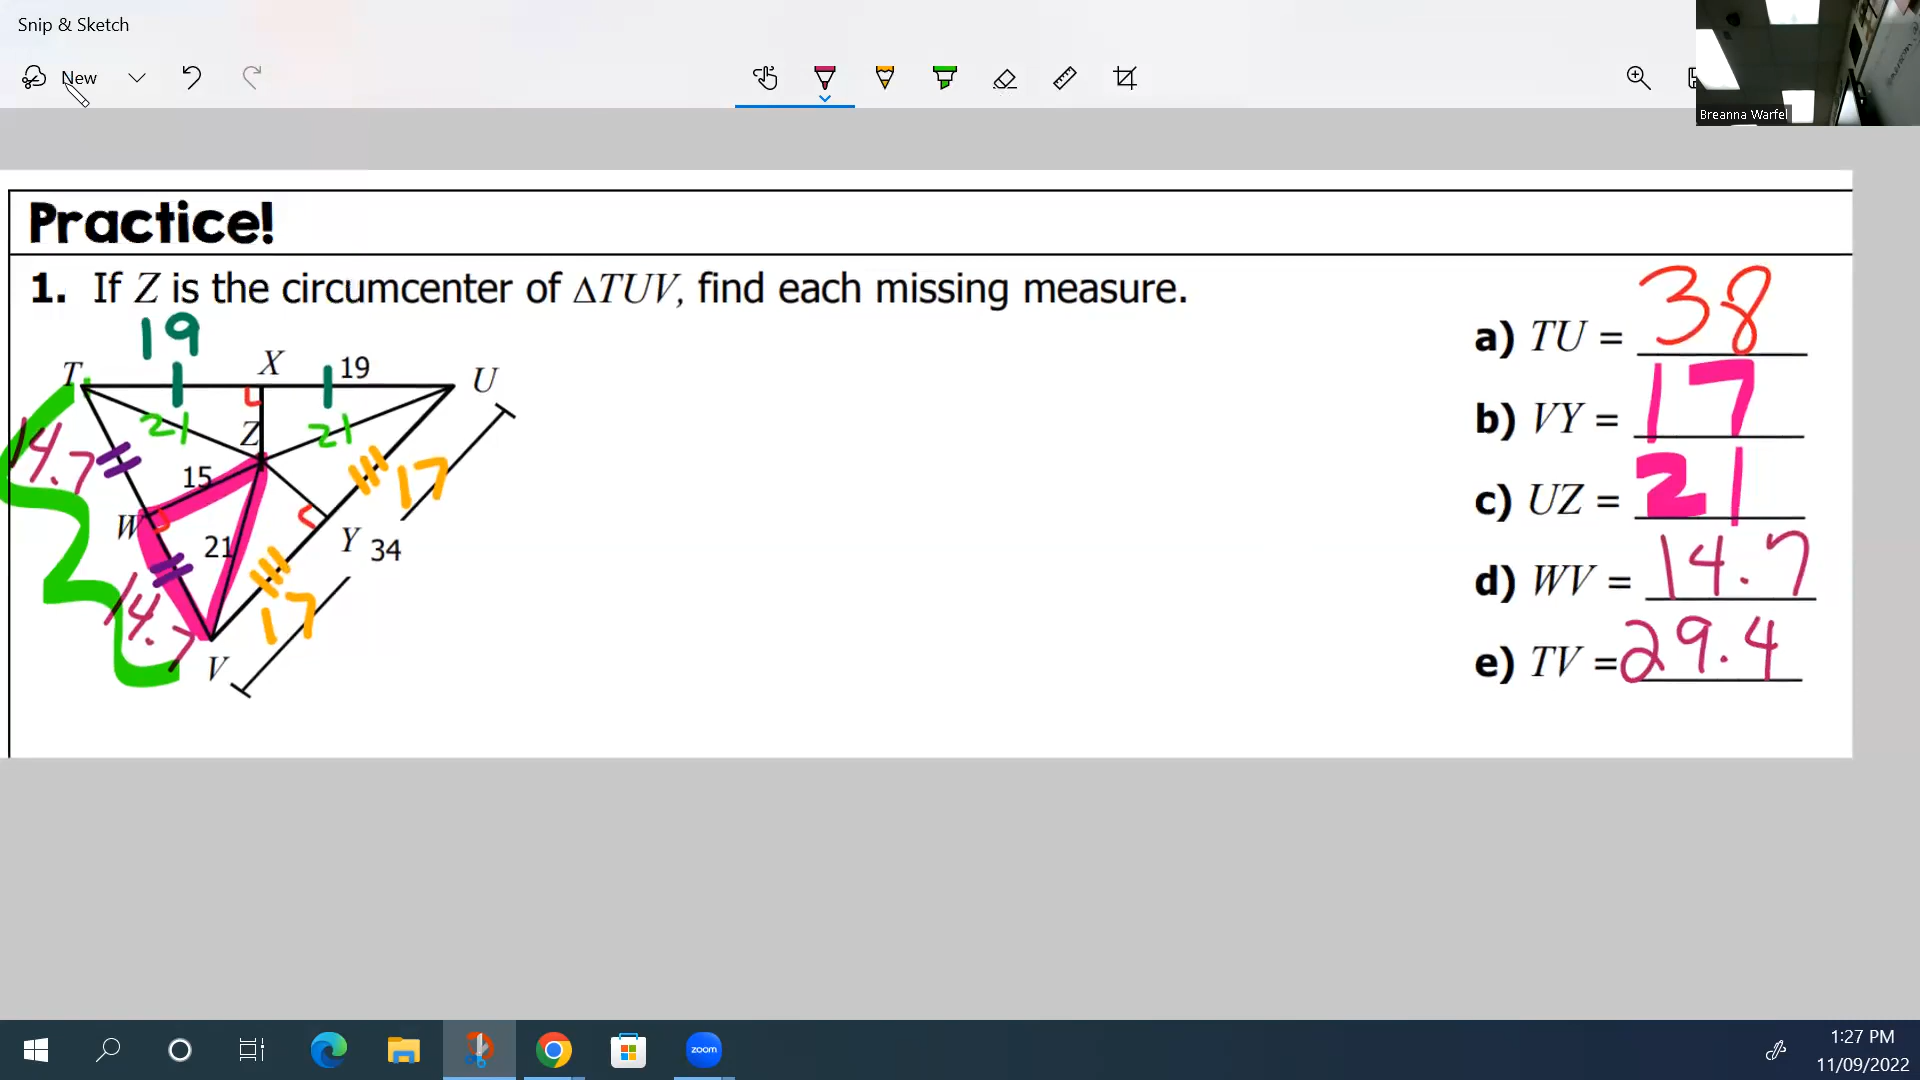 Snip & Sketch
New
Breanna Warfel
Practice!
1. If Z is the circumcenter of ΔTUV, find each missing measure.
19
T
X
19
U
21
Z
21
14.7
15
17
W
21
Y
34
14.7
17
V
a) TU = 38
b) VY = 17
c) UZ = 21
d) WV = 14.7
e) TV = 29.4
zoom
1:27 PM
11/09/2022